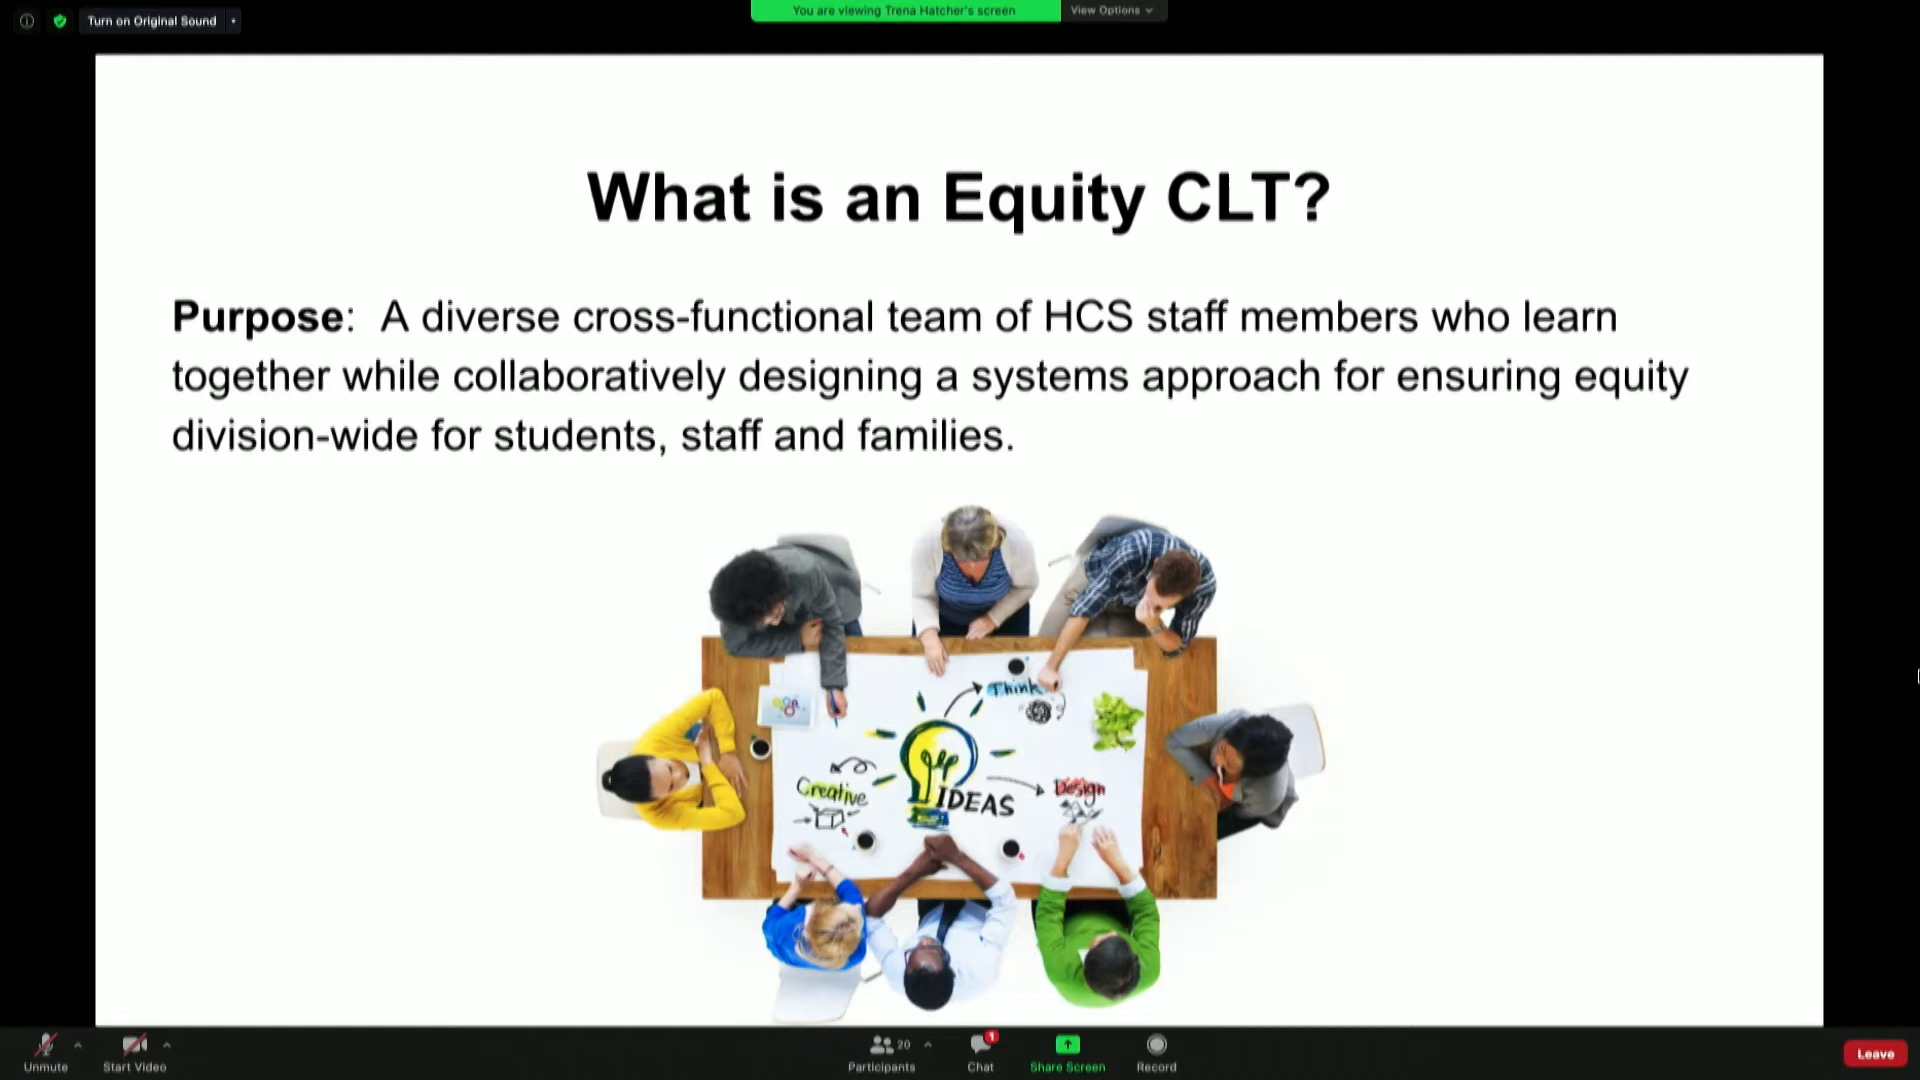 Turn on Original Sound
You are viewing Trena Hatcher's screen
View Options
What is an Equity CLT?
Purpose: A diverse cross-functional team of HCS staff members who learn
together while collaboratively designing a systems approach for ensuring equity
division-wide for students, staff and families.
Think
Creative
IDEAS
Design
Unmute
Start Video
20
Participants
1
Chat
Share Screen
Record
Leave